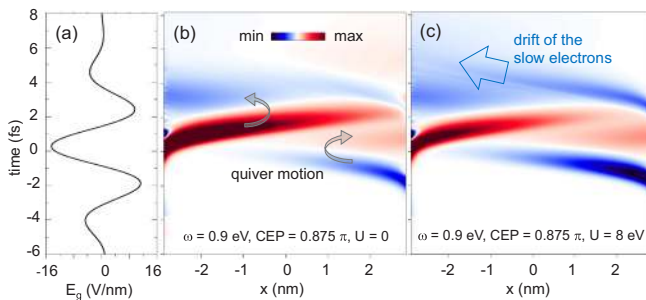 (a)
(b)
min
max
(c)
drift of the
slow electrons
quiver motion
ω = 0.9 eV, CEP = 0.875 π, U = 0
ω = 0.9 eV, CEP = 0.875 π, U = 8 eV
time (fs)
8
6
4
2
0
-2
-4
-6
-16
0
16
E_g (V/nm)
-2
-1
0
1
2
x (nm)
-2
-1
0
1
2
x (nm)